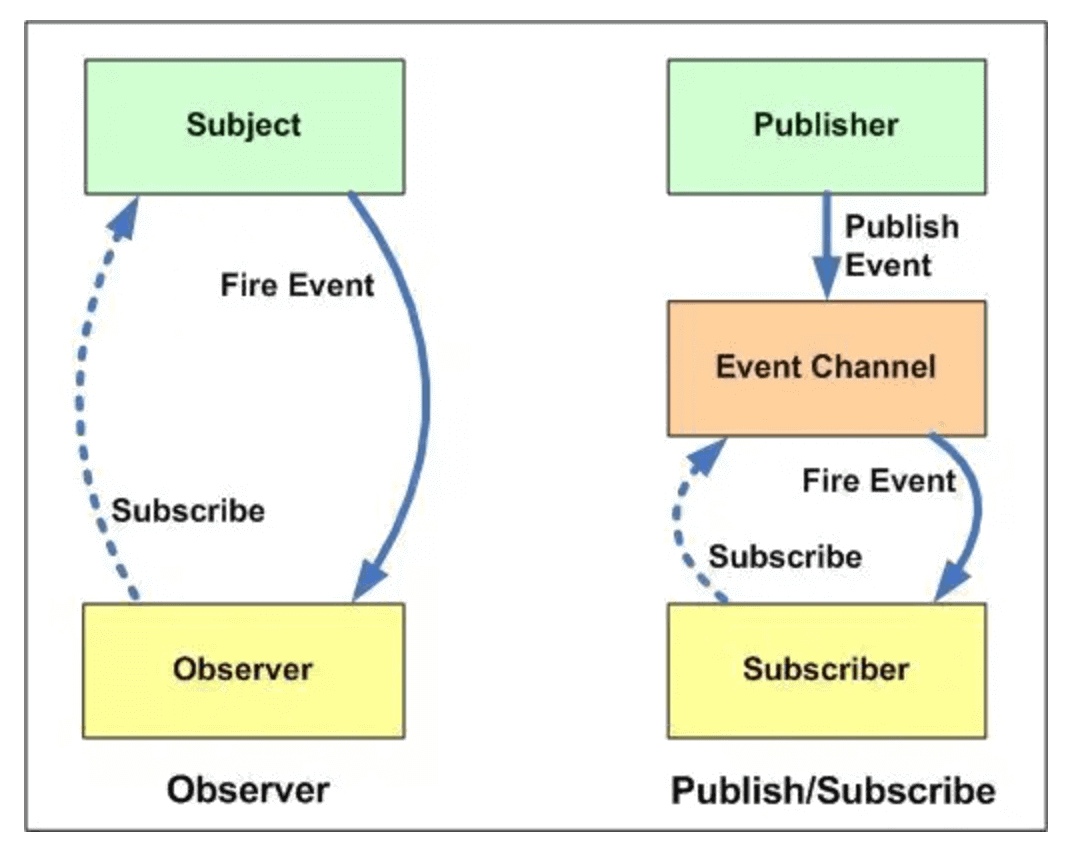 Subject
Fire Event
Subscribe
Observer
Observer
Publisher
Publish
Event
Event Channel
Fire Event
Subscribe
Subscriber
Publish/Subscribe